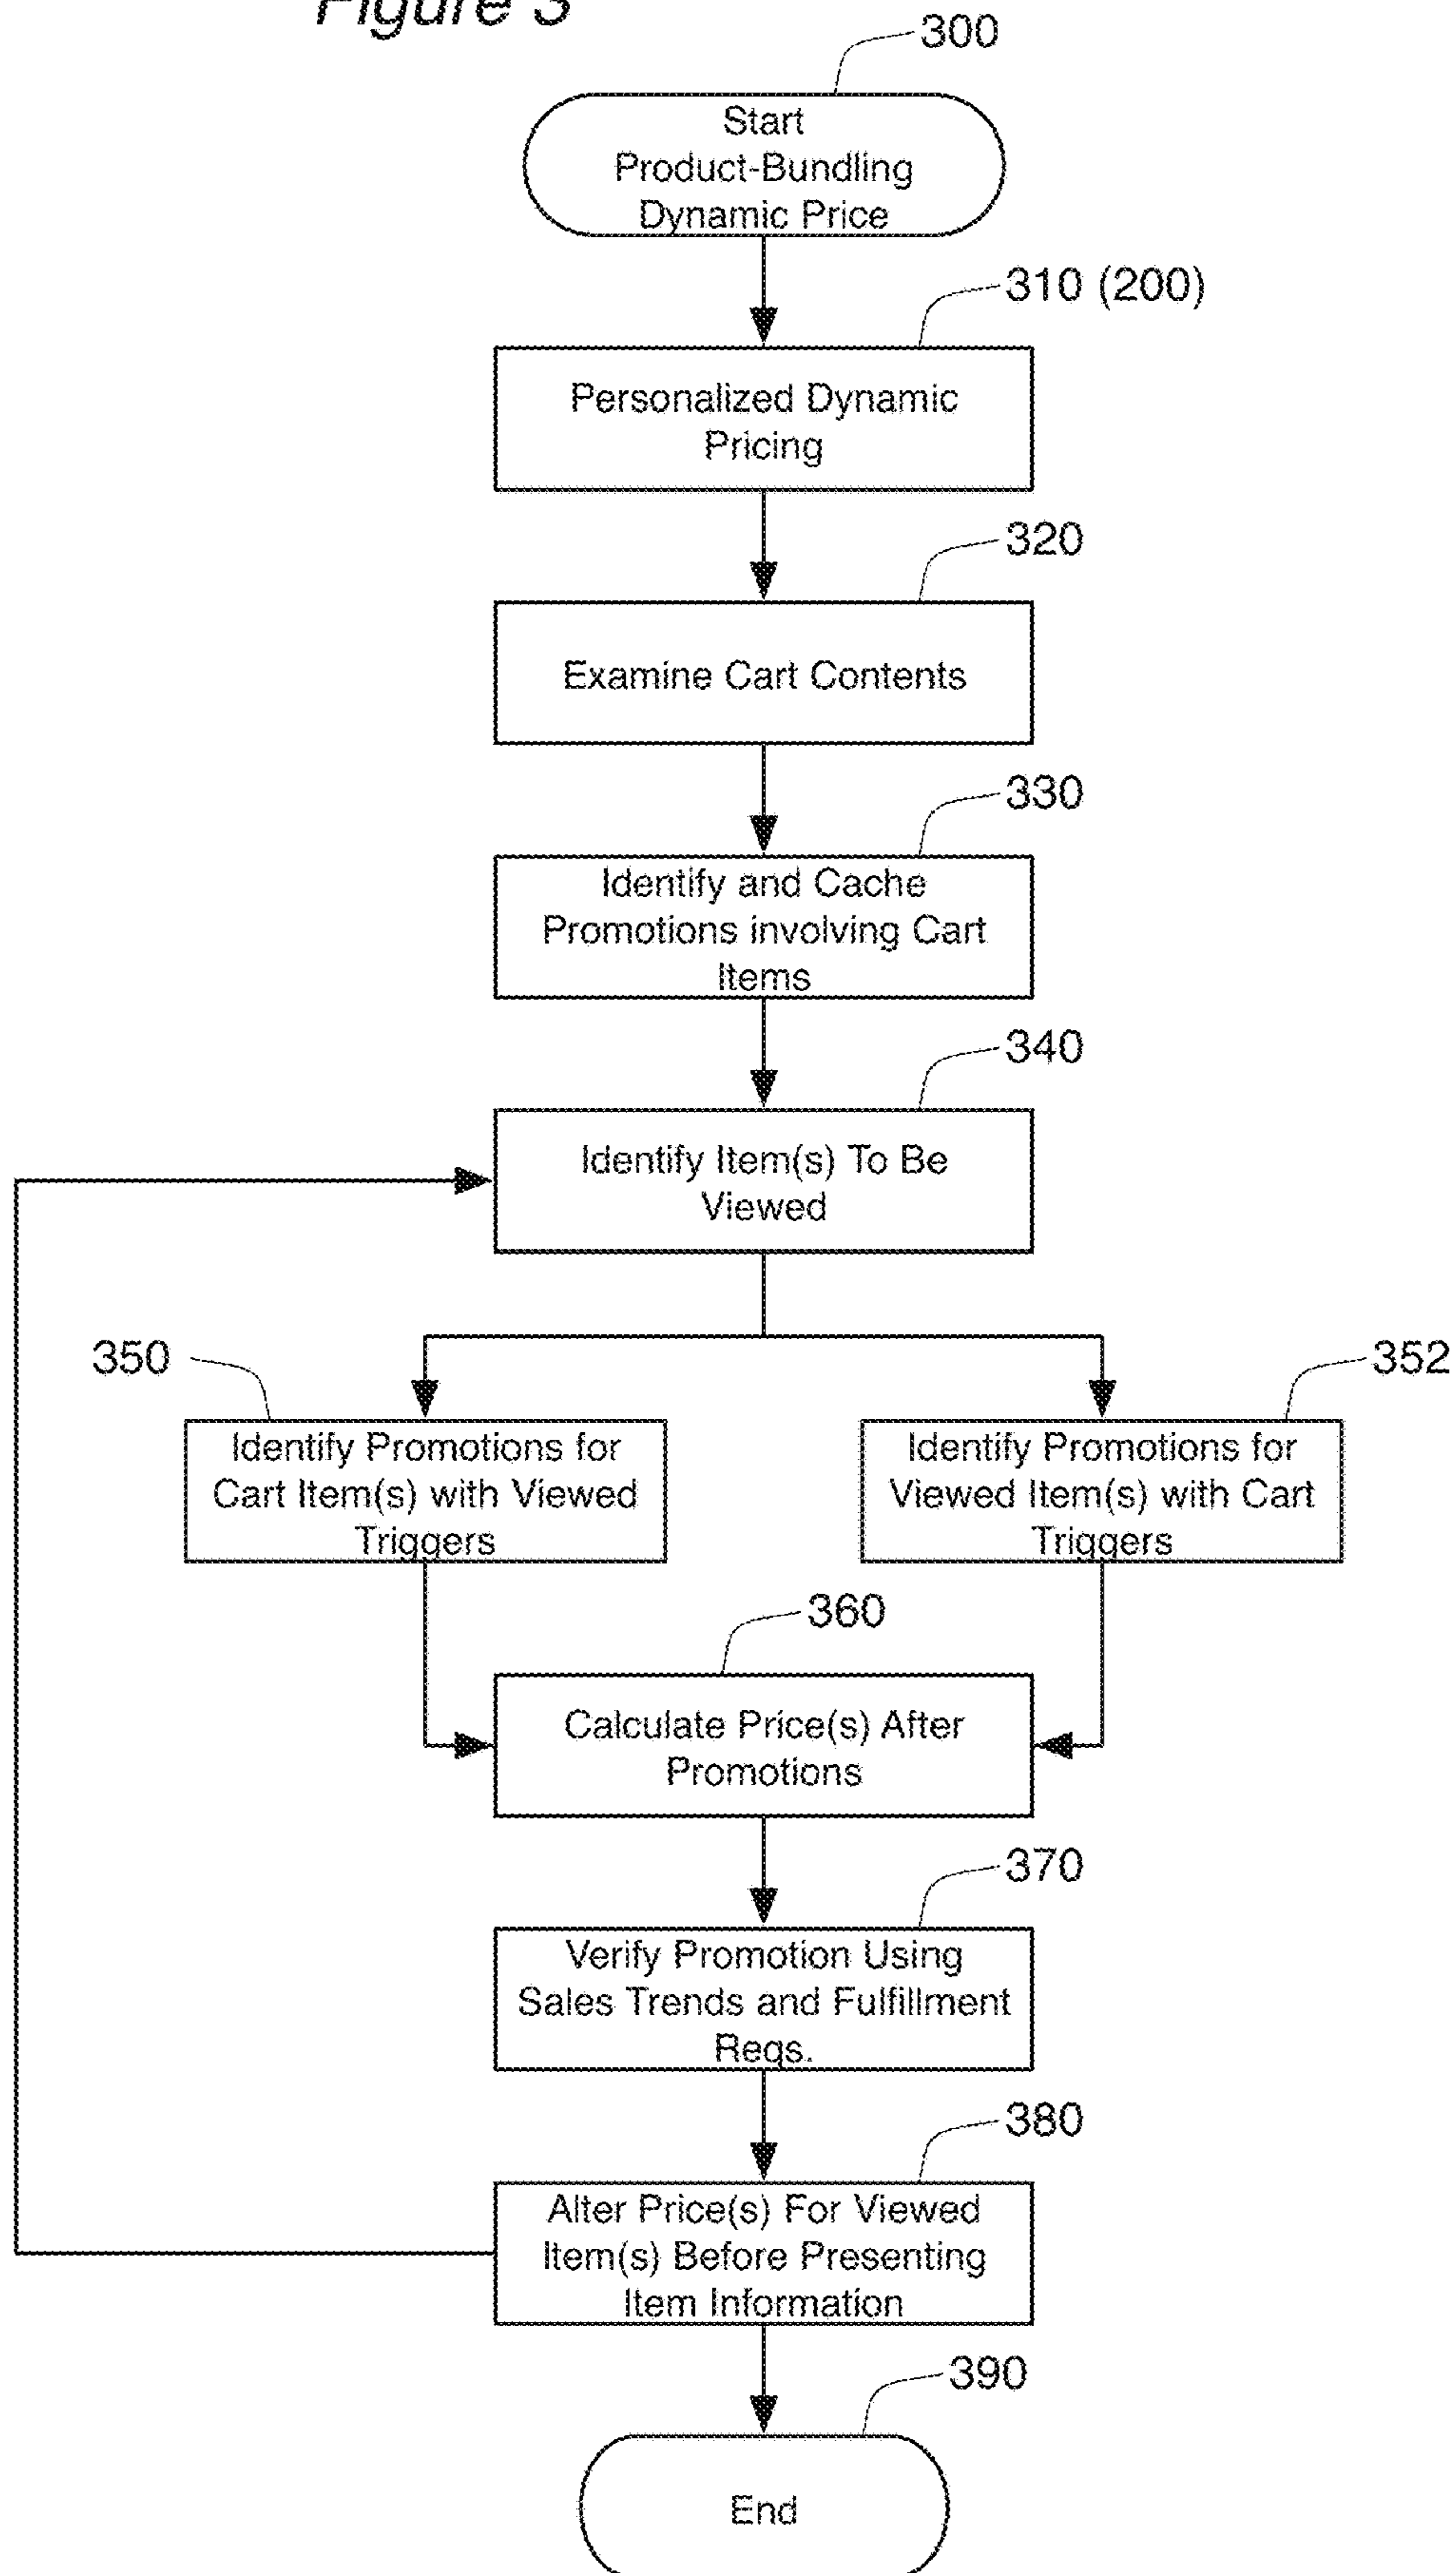 Figure 3
300
Start
Product-Bundling
Dynamic Price
310 (200)
Personalized Dynamic
Pricing
320
Examine Cart Contents
330
Identify and Cache
Promotions involving Cart
Items
340
Identify Item(s) To Be
Viewed
350
352
Identify Promotions for
Cart Item(s) with Viewed
Triggers
Identify Promotions for
Viewed Item(s) with Cart
Triggers
360
Calculate Price(s) After
Promotions
370
Verify Promotion Using
Sales Trends and Fulfillment
Reqs.
380
Alter Price(s) For Viewed
Item(s) Before Presenting
Item Information
390
End